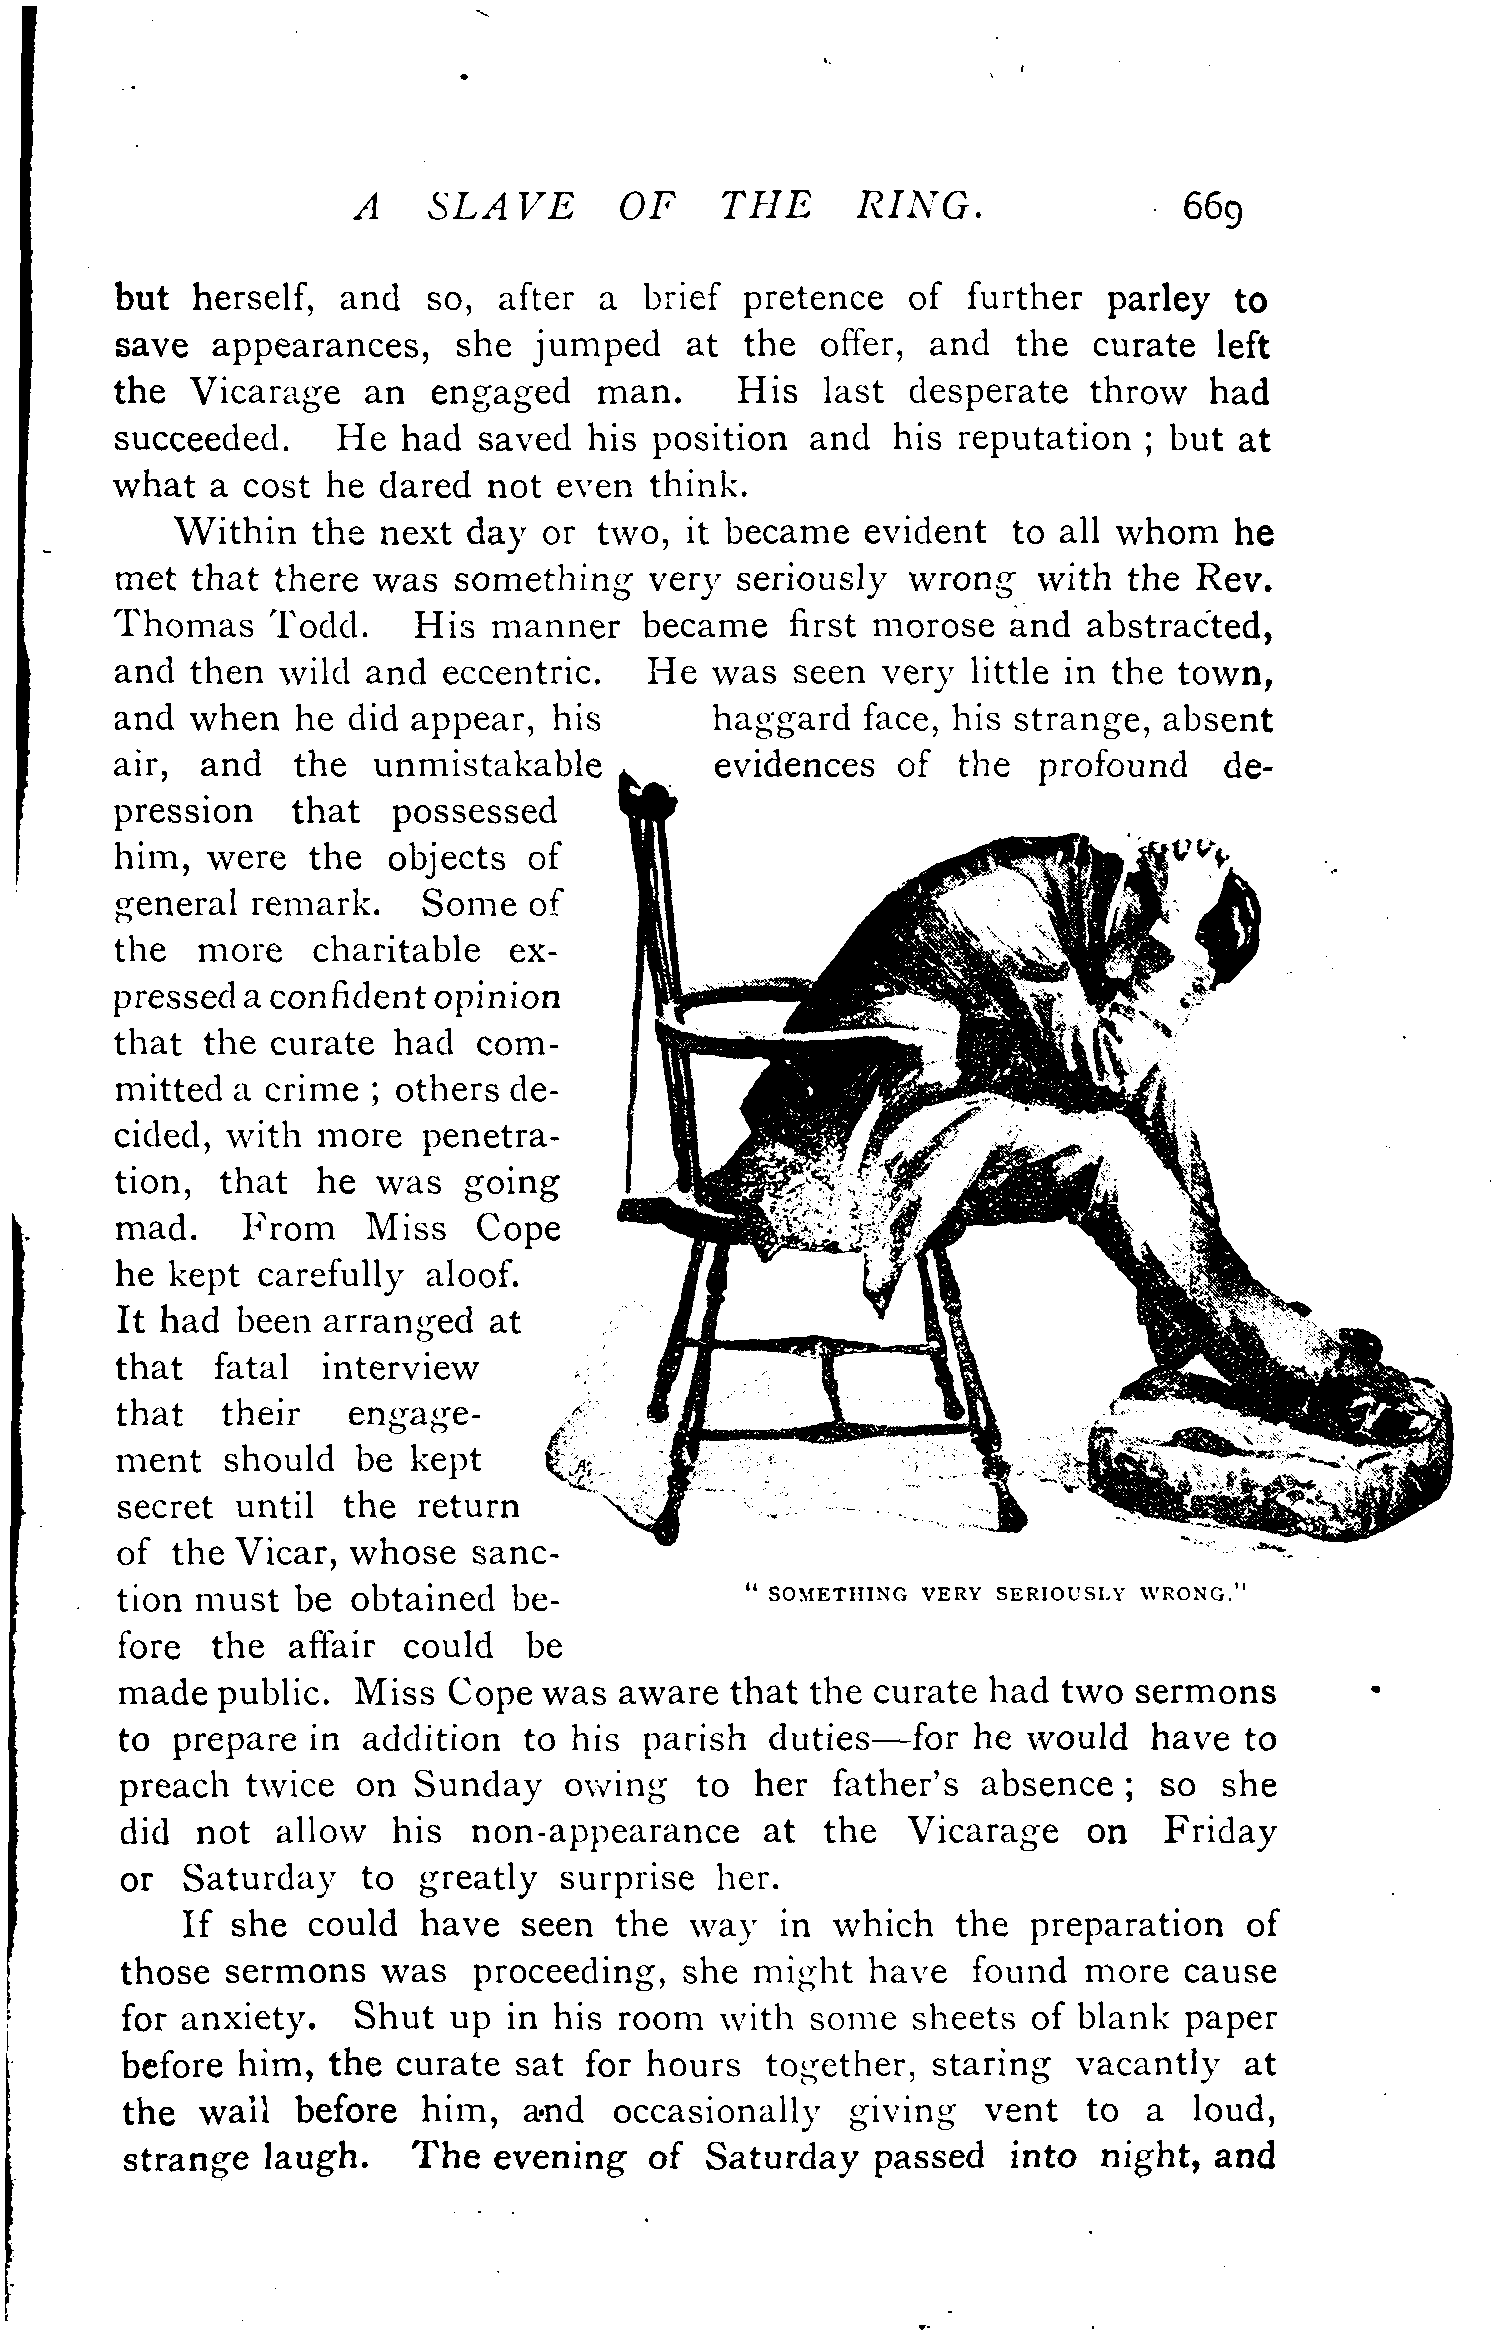 A SLAVE OF THE RING. 669
but herself, and so, after a brief pretence of further parley to
save appearances, she jumped at the offer, and the curate left
the Vicarage an engaged man. His last desperate throw had
succeeded. He had saved his position and his reputation ; but at
what a cost he dared not even think.
Within the next day or two, it became evident to all whom he
met that there was something very seriously wrong with the Rev.
Thomas Todd. His manner became first morose and abstracted,
and then wild and eccentric. He was seen very little in the town,
and when he did appear, his haggard face, his strange, absent
air, and the unmistakable evidences of the profound de-
pression that possessed
him, were the objects of
general remark. Some of
the more charitable ex-
pressed a confident opinion
that the curate had com-
mitted a crime ; others de-
cided, with more penetra-
tion, that he was going
mad. From Miss Cope
he kept carefully aloof.
It had been arranged at
that fatal interview
that their engage-
ment should be kept
secret until the return
of the Vicar, whose sanc-
tion must be obtained be-
fore the affair could be
"SOMETHING VERY SERIOUSLY WRONG."
made public. Miss Cope was aware that the curate had two sermons
to prepare in addition to his parish duties—for he would have to
preach twice on Sunday owing to her father's absence ; so she
did not allow his non-appearance at the Vicarage on Friday
or Saturday to greatly surprise her.
If she could have seen the way in which the preparation of
those sermons was proceeding, she might have found more cause
for anxiety. Shut up in his room with some sheets of blank paper
before him, the curate sat for hours together, staring vacantly at
the wall before him, and occasionally giving vent to a loud,
strange laugh. The evening of Saturday passed into night, and